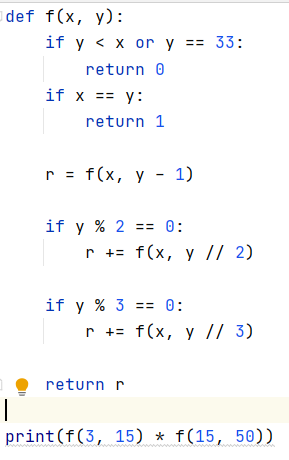 def f(x, y):
    if y < x or y == 33:
        return 0
    if x == y:
        return 1
    r = f(x, y - 1)
    if y % 2 == 0:
        r += f(x, y // 2)
    if y % 3 == 0:
        r += f(x, y // 3)
    return r
print(f(3, 15) * f(15, 50))